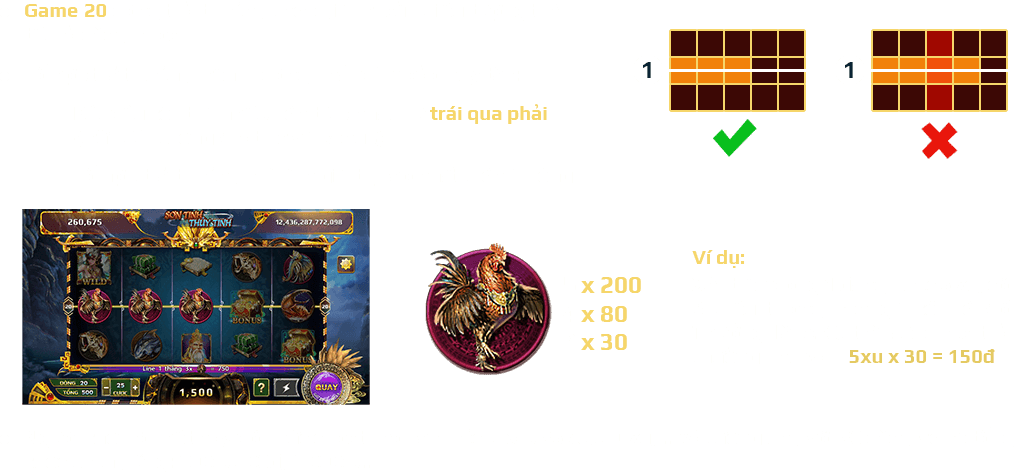 Game 20
1
1
trái qua phải
260,675
SƠN TINH
THỦY TINH
12,436,287,772,098
WILD
20
20
BONUS
BONUS
Line 1 thắng 3x = 750
DÒNG 20
TỔNG 500
25
CƯỢC
1,500
?
QUAY
x 200
x 80
x 30
Ví dụ:
5xu x 30 = 150đ